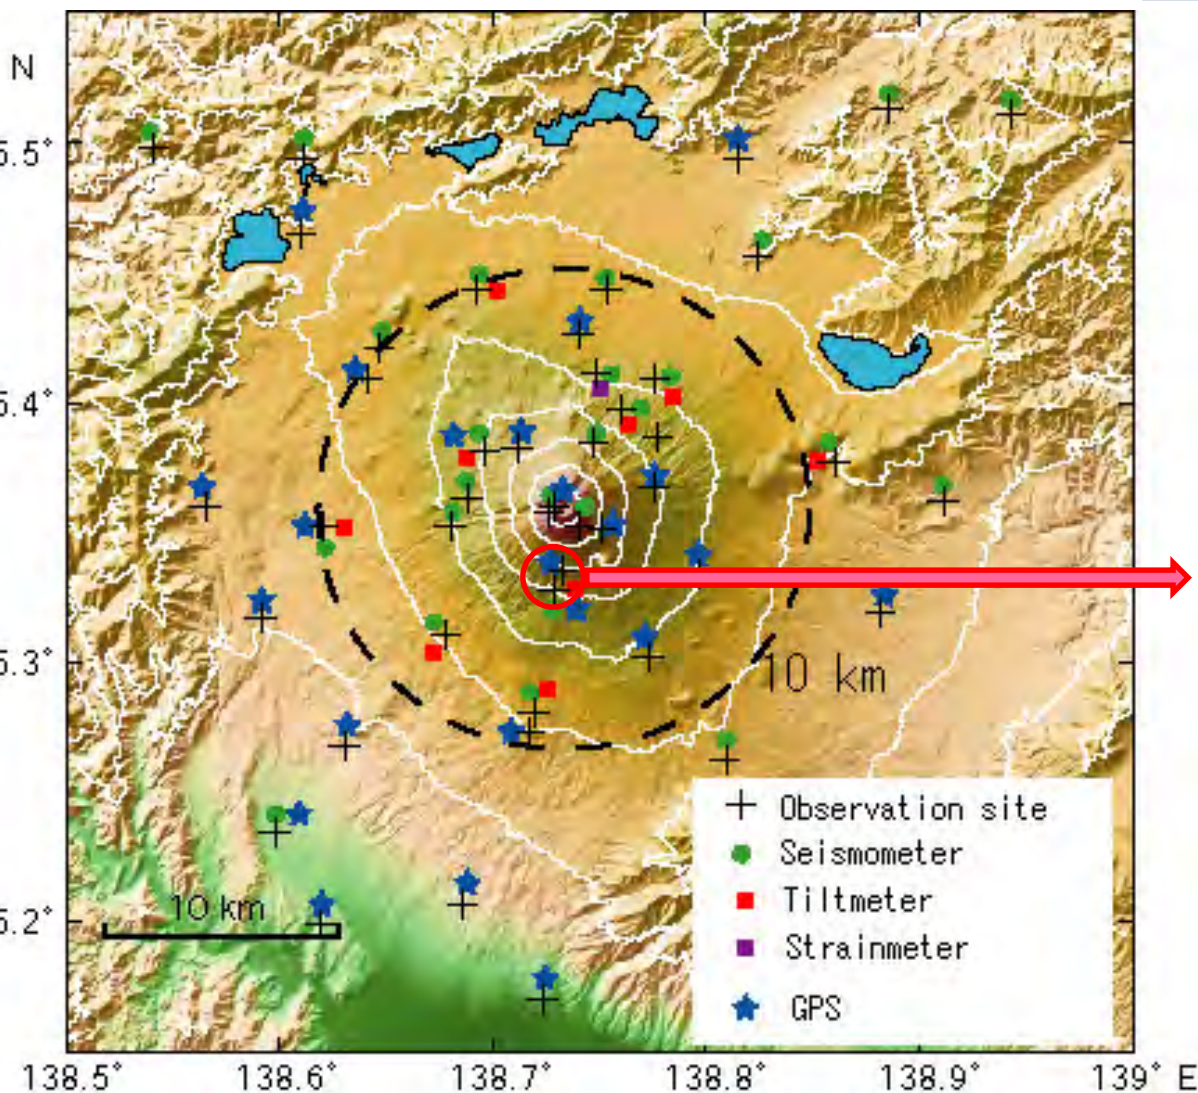 N
5.5°
5.4°
5.3°
5.2°
10 km
10 km
Observation site
Seismometer
Tiltmeter
Strainmeter
GPS
138.5° 138.6° 138.7° 138.8° 138.9° 139° E